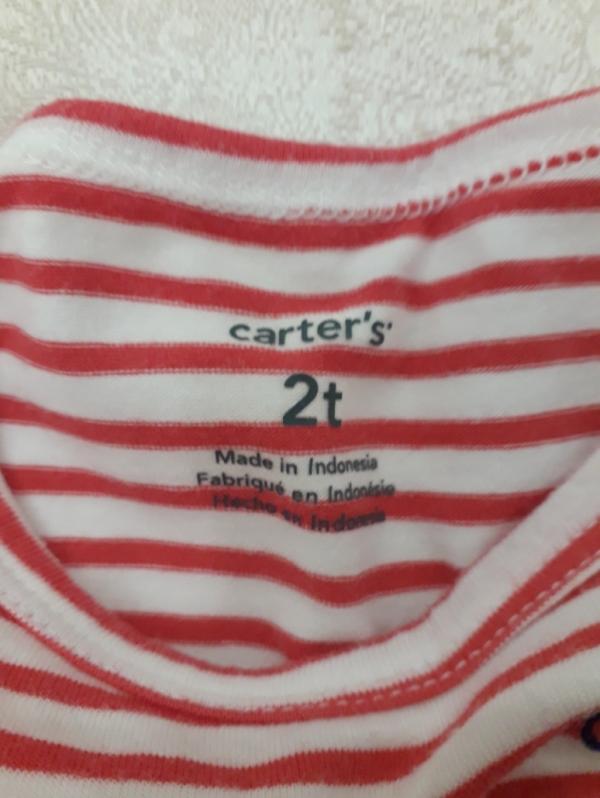 carter's
2t
Made in Indonesia
Fabriqué en Indonésie
Hecho en Indonesia